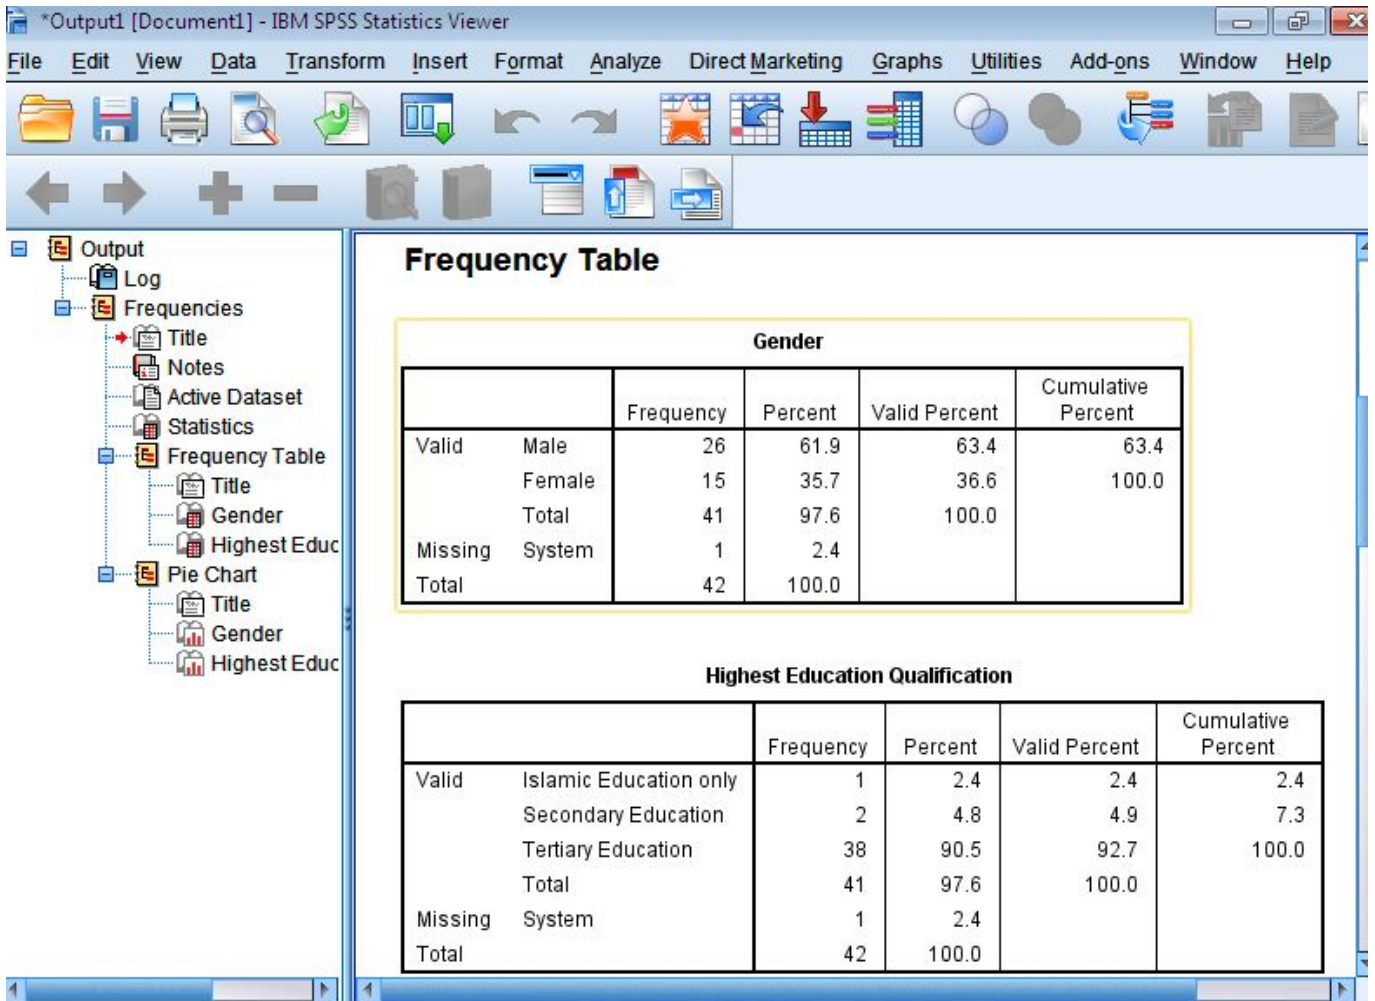 *Output1 [Document1] - IBM SPSS Statistics Viewer
File Edit View Data Transform Insert Format Analyze Direct Marketing Graphs Utilities Add-ons Window Help
Output
Log
Frequencies
Title
Notes
Active Dataset
Statistics
Frequency Table
Title
Gender
Highest Educ
Pie Chart
Title
Gender
Highest Educ
Frequency Table
Gender
Frequency Percent Valid Percent Cumulative Percent
Valid Male 26 61.9 63.4 63.4
Female 15 35.7 36.6 100.0
Total 41 97.6 100.0
Missing System 1 2.4
Total 42 100.0
Highest Education Qualification
Frequency Percent Valid Percent Cumulative Percent
Valid Islamic Education only 1 2.4 2.4 2.4
Secondary Education 2 4.8 4.9 7.3
Tertiary Education 38 90.5 92.7 100.0
Total 41 97.6 100.0
Missing System 1 2.4
Total 42 100.0